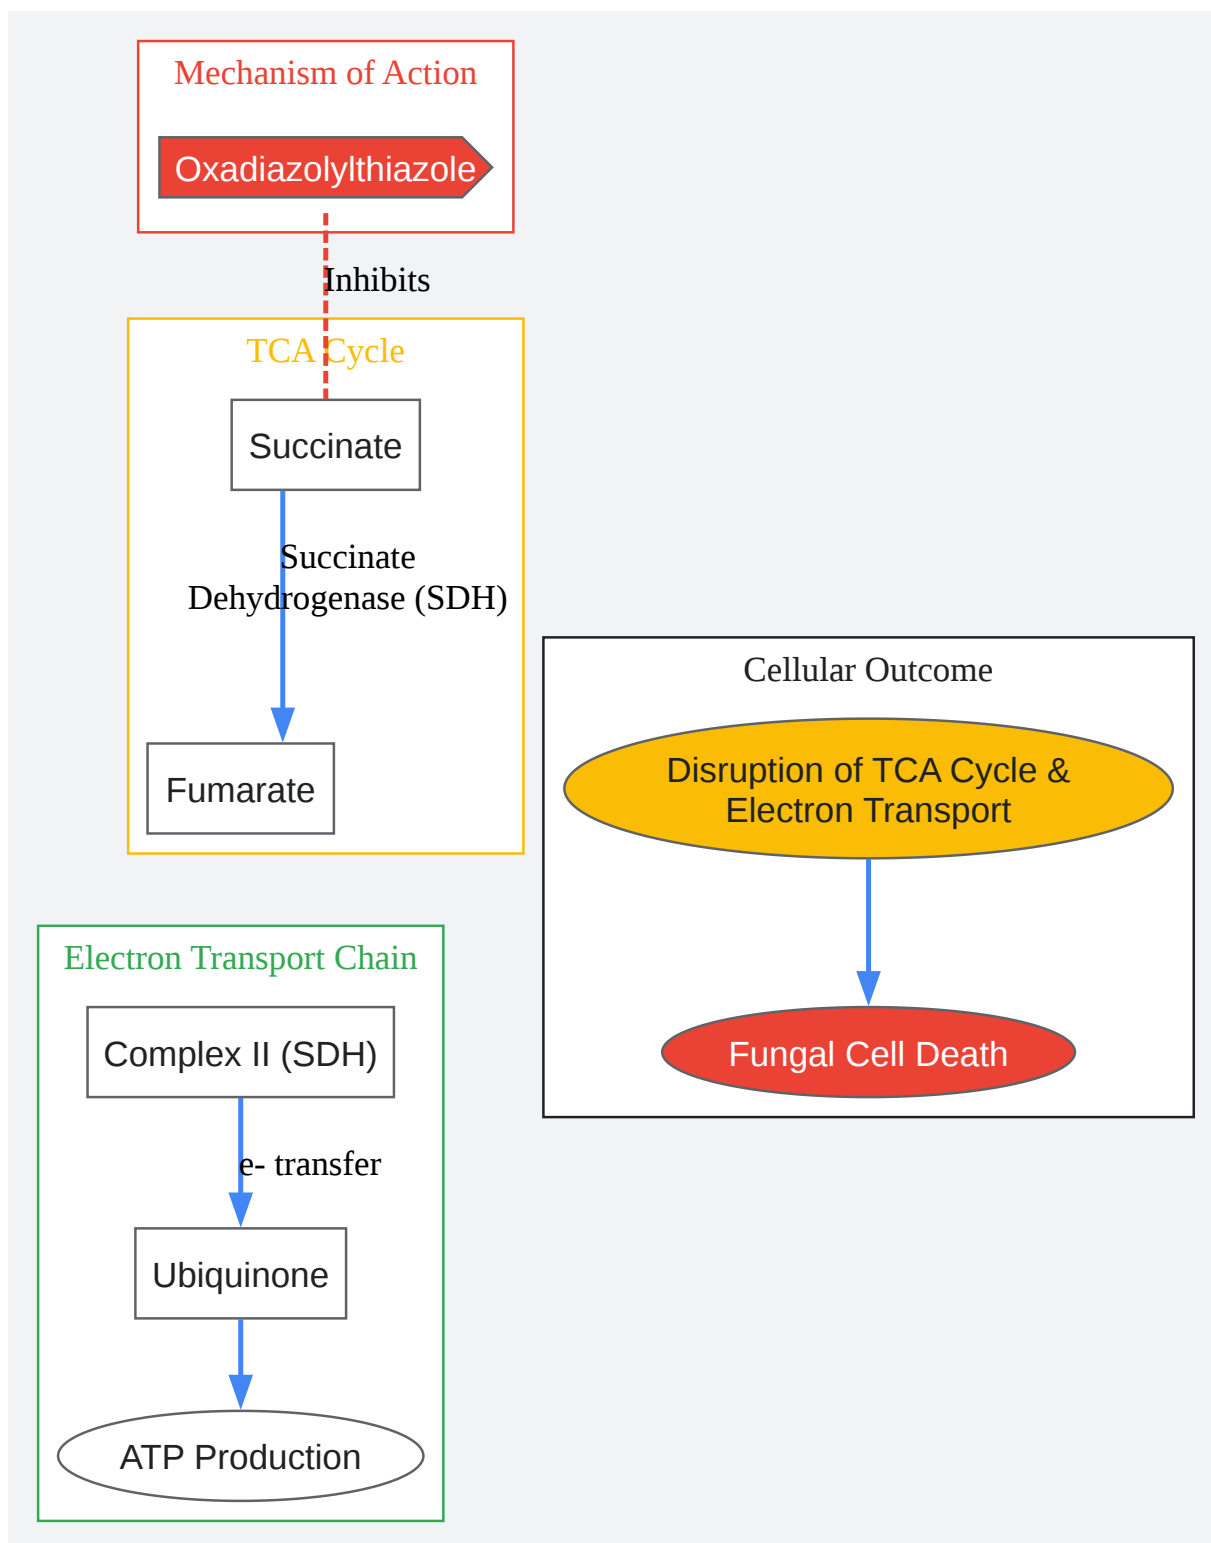 Mechanism of Action
Oxadiazolylthiazole
Inhibits
TCA Cycle
Succinate
Succinate
Dehydrogenase (SDH)
Fumarate
Cellular Outcome
Disruption of TCA Cycle &
Electron Transport
Fungal Cell Death
Electron Transport Chain
Complex II (SDH)
e- transfer
Ubiquinone
ATP Production